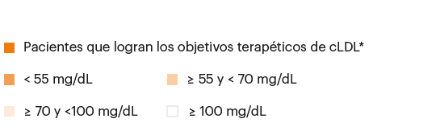 Pacientes que logran los objetivos terapéticos de cLDL*
< 55 mg/dL ≥ 55 y < 70 mg/dL
≥ 70 y <100 mg/dL ≥ 100 mg/dL